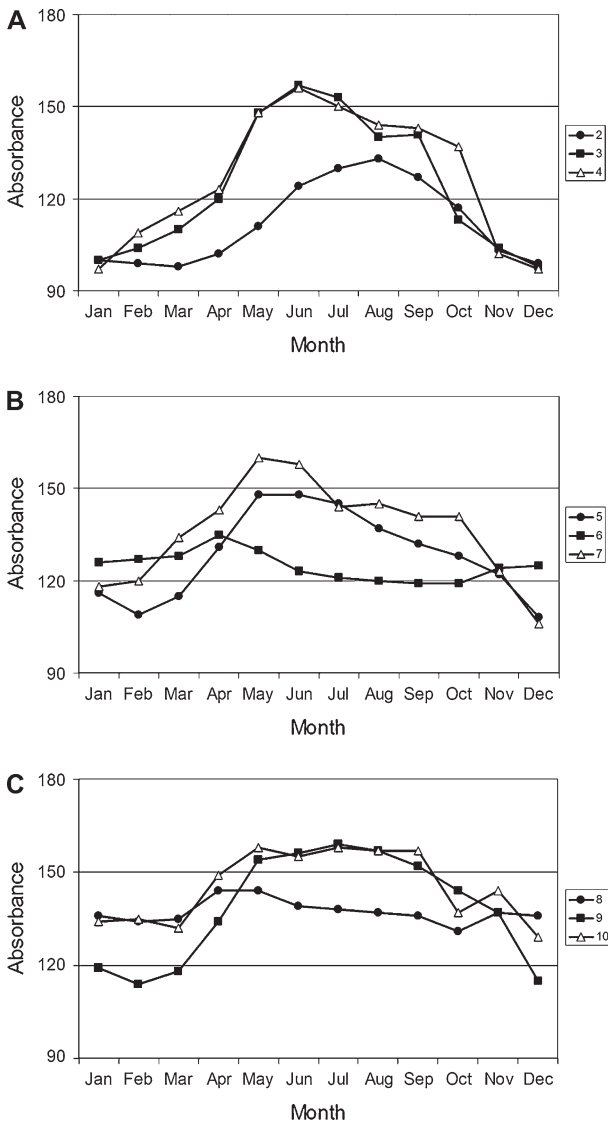 A
180
150
120
90
Absorbance
Jan Feb Mar Apr May Jun Jul Aug Sep Oct Nov Dec
Month
2
3
4
B
180
150
120
90
Absorbance
Jan Feb Mar Apr May Jun Jul Aug Sep Oct Nov Dec
Month
5
6
7
C
180
150
120
90
Absorbance
Jan Feb Mar Apr May Jun Jul Aug Sep Oct Nov Dec
Month
8
9
10